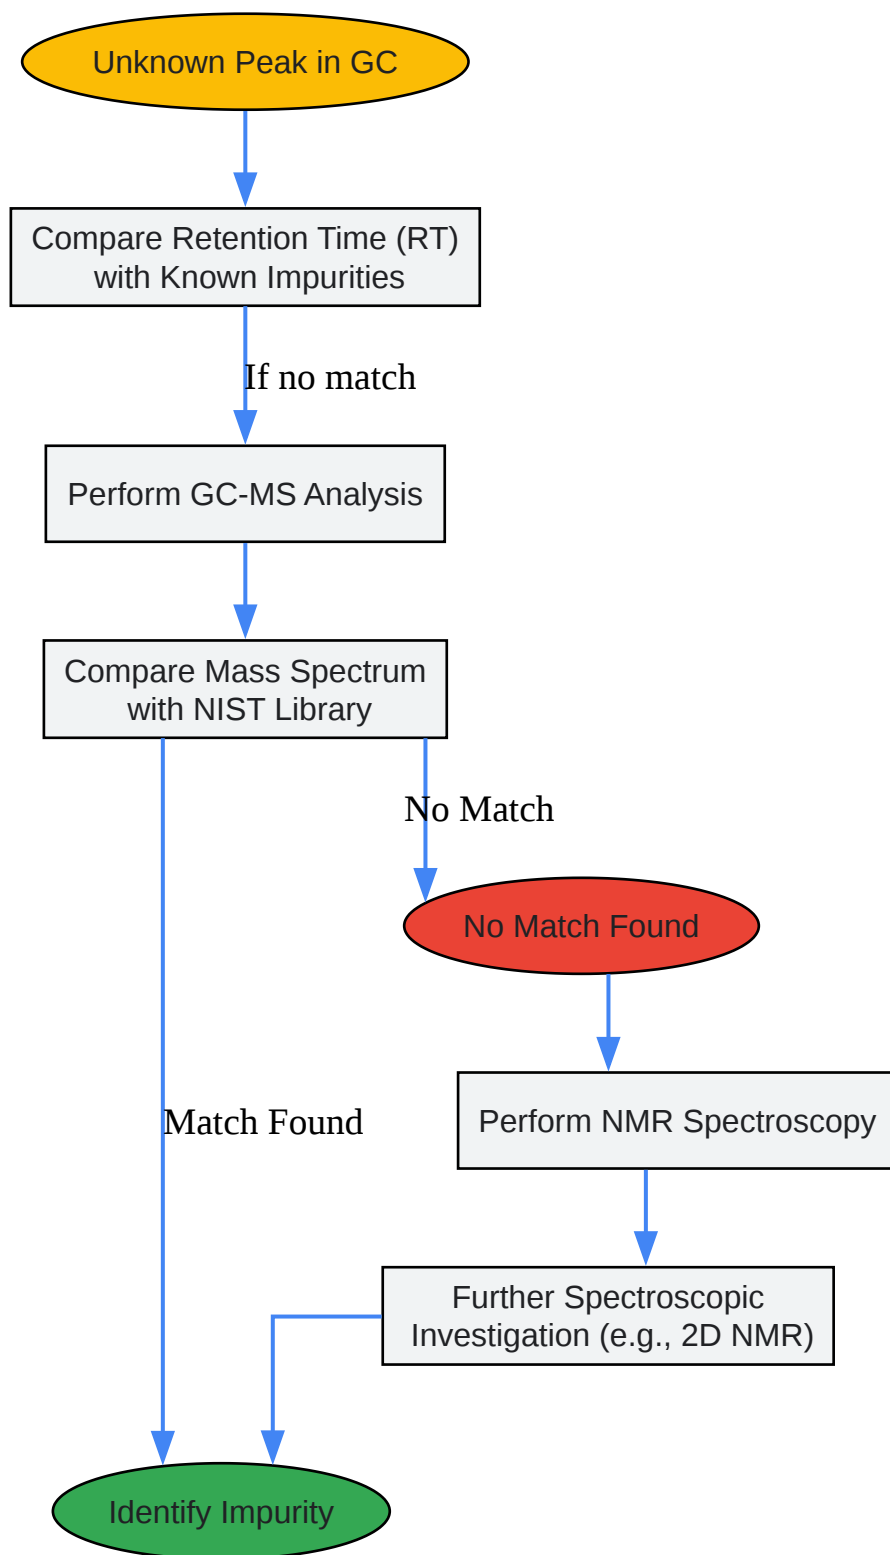 Unknown Peak in GC
Compare Retention Time (RT)
with Known Impurities
If no match
Perform GC-MS Analysis
Compare Mass Spectrum
with NIST Library
No Match
No Match Found
Perform NMR Spectroscopy
Match Found
Further Spectroscopic
Investigation (e.g., 2D NMR)
Identify Impurity